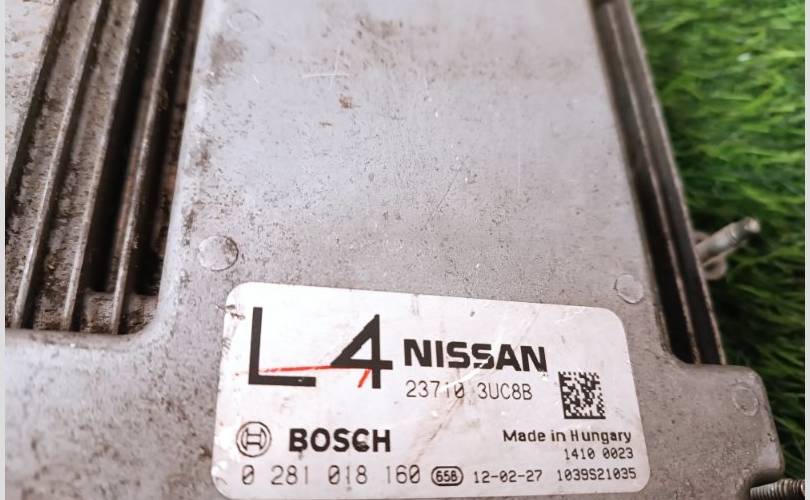 L4 NISSAN
23710 3UC8B
BOSCH Made in Hungary
1410 0023
0 281 018 160 658 12-02-27 1039S21035